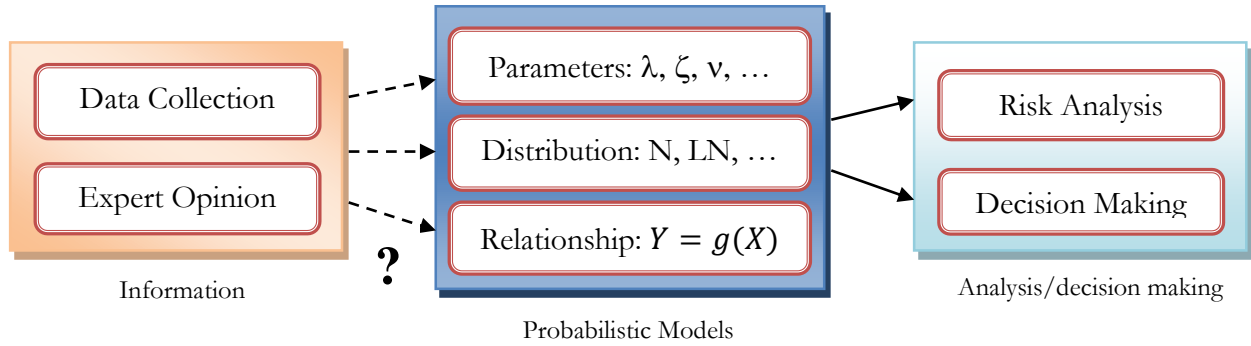 Data Collection
Expert Opinion
Information
?
Parameters: λ, ζ, ν, …
Distribution: N, LN, …
Relationship: Y = g(X)
Probabilistic Models
Risk Analysis
Decision Making
Analysis/decision making